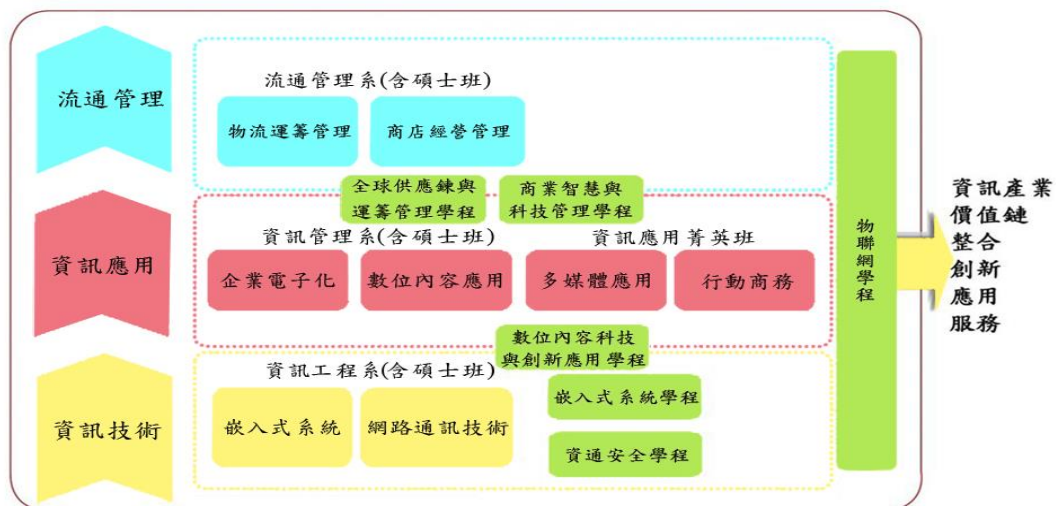 流通管理
流通管理系(含碩士班)
物流運籌管理
商店經營管理
全球供應鍊與
運籌管理學程
商業智慧與
科技管理學程
資訊應用
資訊管理系(含碩士班)
資訊應用菁英班
企業電子化
數位內容應用
多媒體應用
行動商務
數位內容科技
與創新應用學程
資訊技術
資訊工程系(含碩士班)
嵌入式系統
網路通訊技術
嵌入式系統學程
資通安全學程
物聯網學程
資訊產業
價值鏈
整合
創新
應用
服務